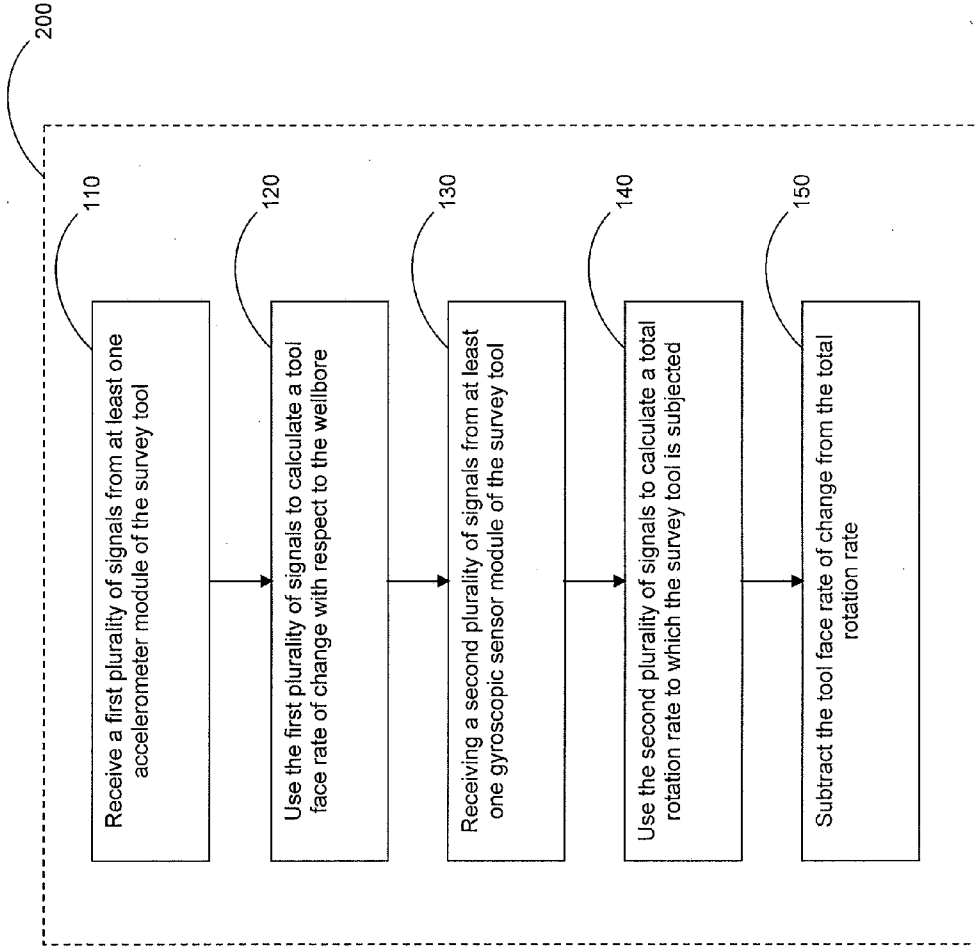 200
110
Receive a first plurality of signals from at least one
accelerometer module of the survey tool
120
Use the first plurality of signals to calculate a tool
face rate of change with respect to the wellbore
130
Receiving a second plurality of signals from at least
one gyroscopic sensor module of the survey tool
140
Use the second plurality of signals to calculate a total
rotation rate to which the survey tool is subjected
150
Subtract the tool face rate of change from the total
rotation rate